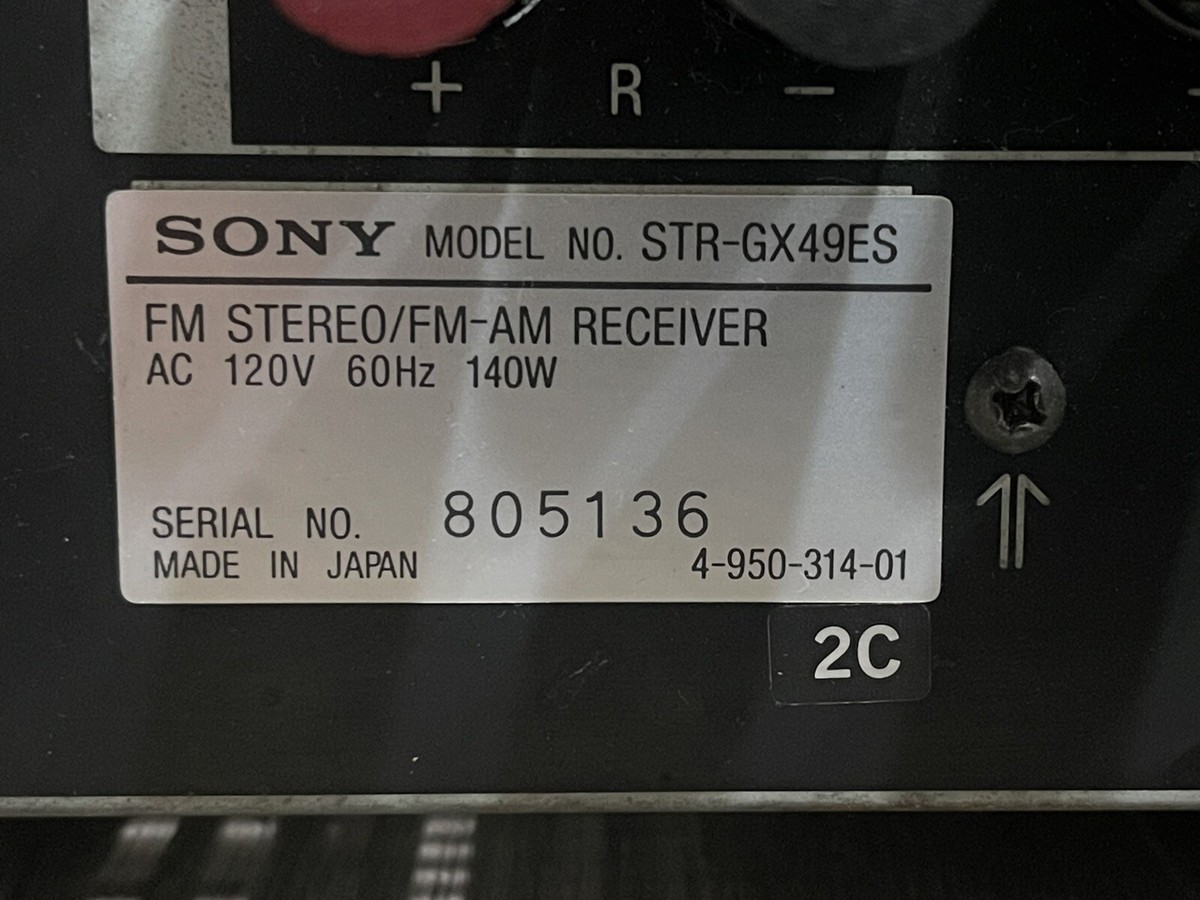 + R -
SONY MODEL NO. STR-GX49ES
FM STEREO/FM-AM RECEIVER
AC 120V 60Hz 140W
SERIAL NO. 805136
MADE IN JAPAN 4-950-314-01
2C